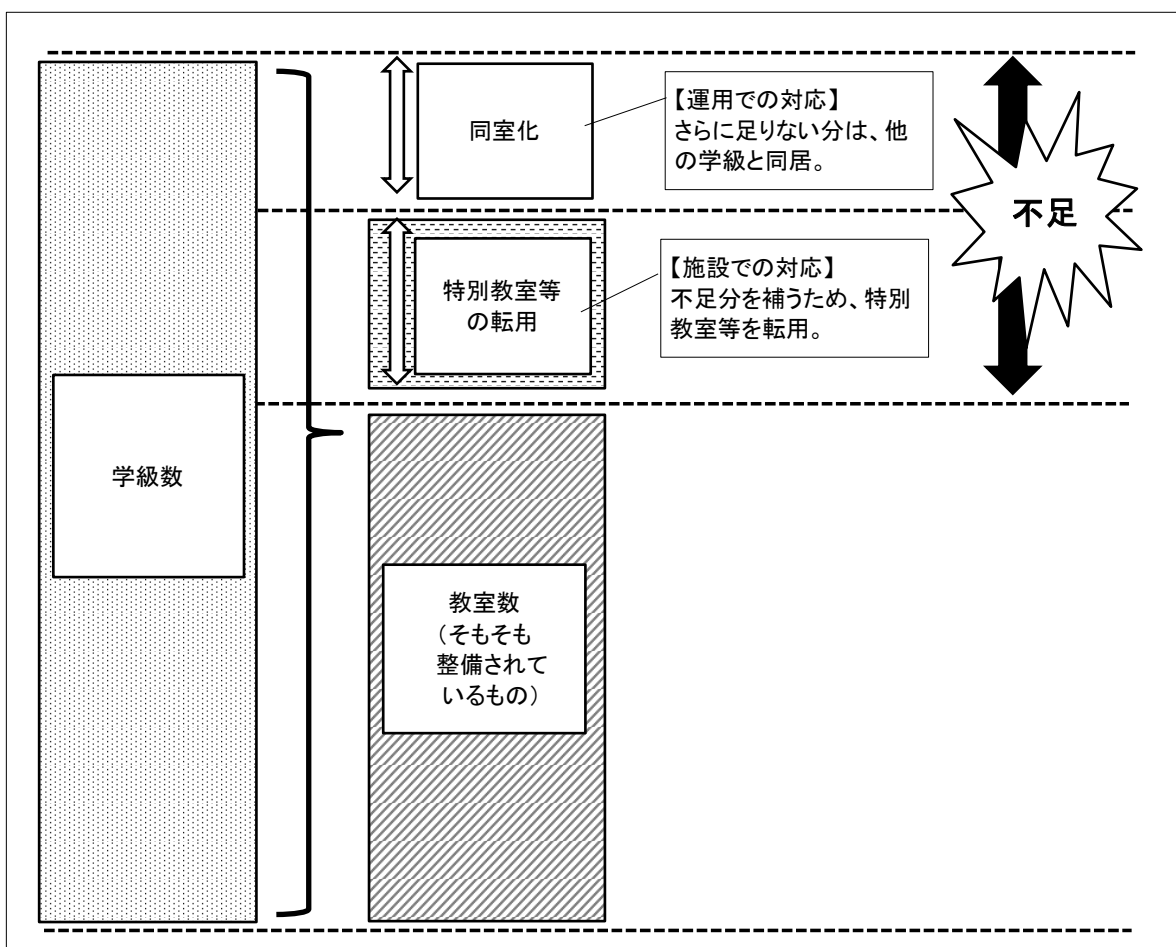 同室化
【運用での対応】
さらに足りない分は、他
の学級と同居。
不足
特別教室等
の転用
【施設での対応】
不足分を補うため、特別
教室等を転用。
学級数
教室数
（そもそも
整備されて
いるもの）